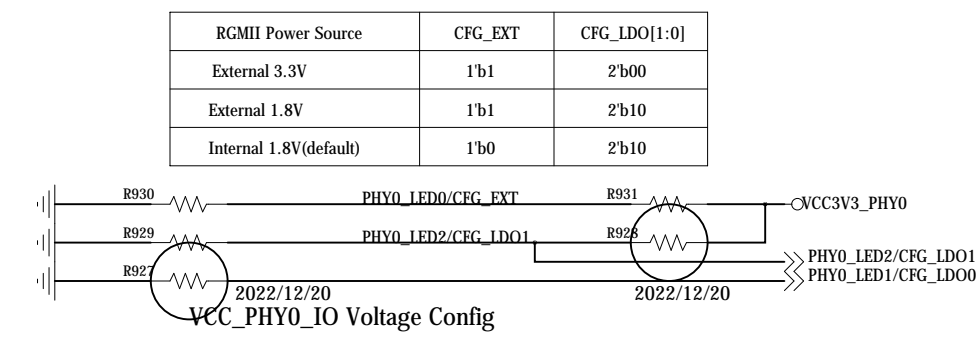 RGMII Power Source CFG_EXT CFG_LDO[1:0]
External 3.3V 1'b1 2'b00
External 1.8V 1'b1 2'b10
Internal 1.8V(default) 1'b0 2'b10
R930 PHY0_LED0/CFG_EXT R931 VCC3V3_PHY0
R929 PHY0_LED2/CFG_LDO1 R928
PHY0_LED2/CFG_LDO1
R927 PHY0_LED1/CFG_LDO0
2022/12/20 2022/12/20
VCC_PHY0_IO Voltage Config